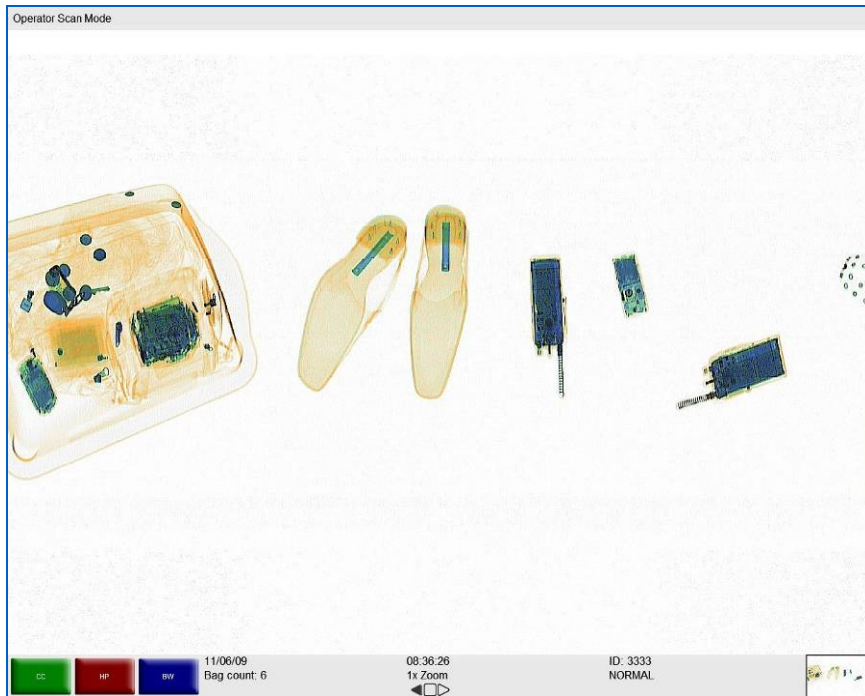 Operator Scan Mode
CC
HP
BW
11/06/09
Bag count: 6
08:36:26
1x Zoom
ID: 3333
NORMAL